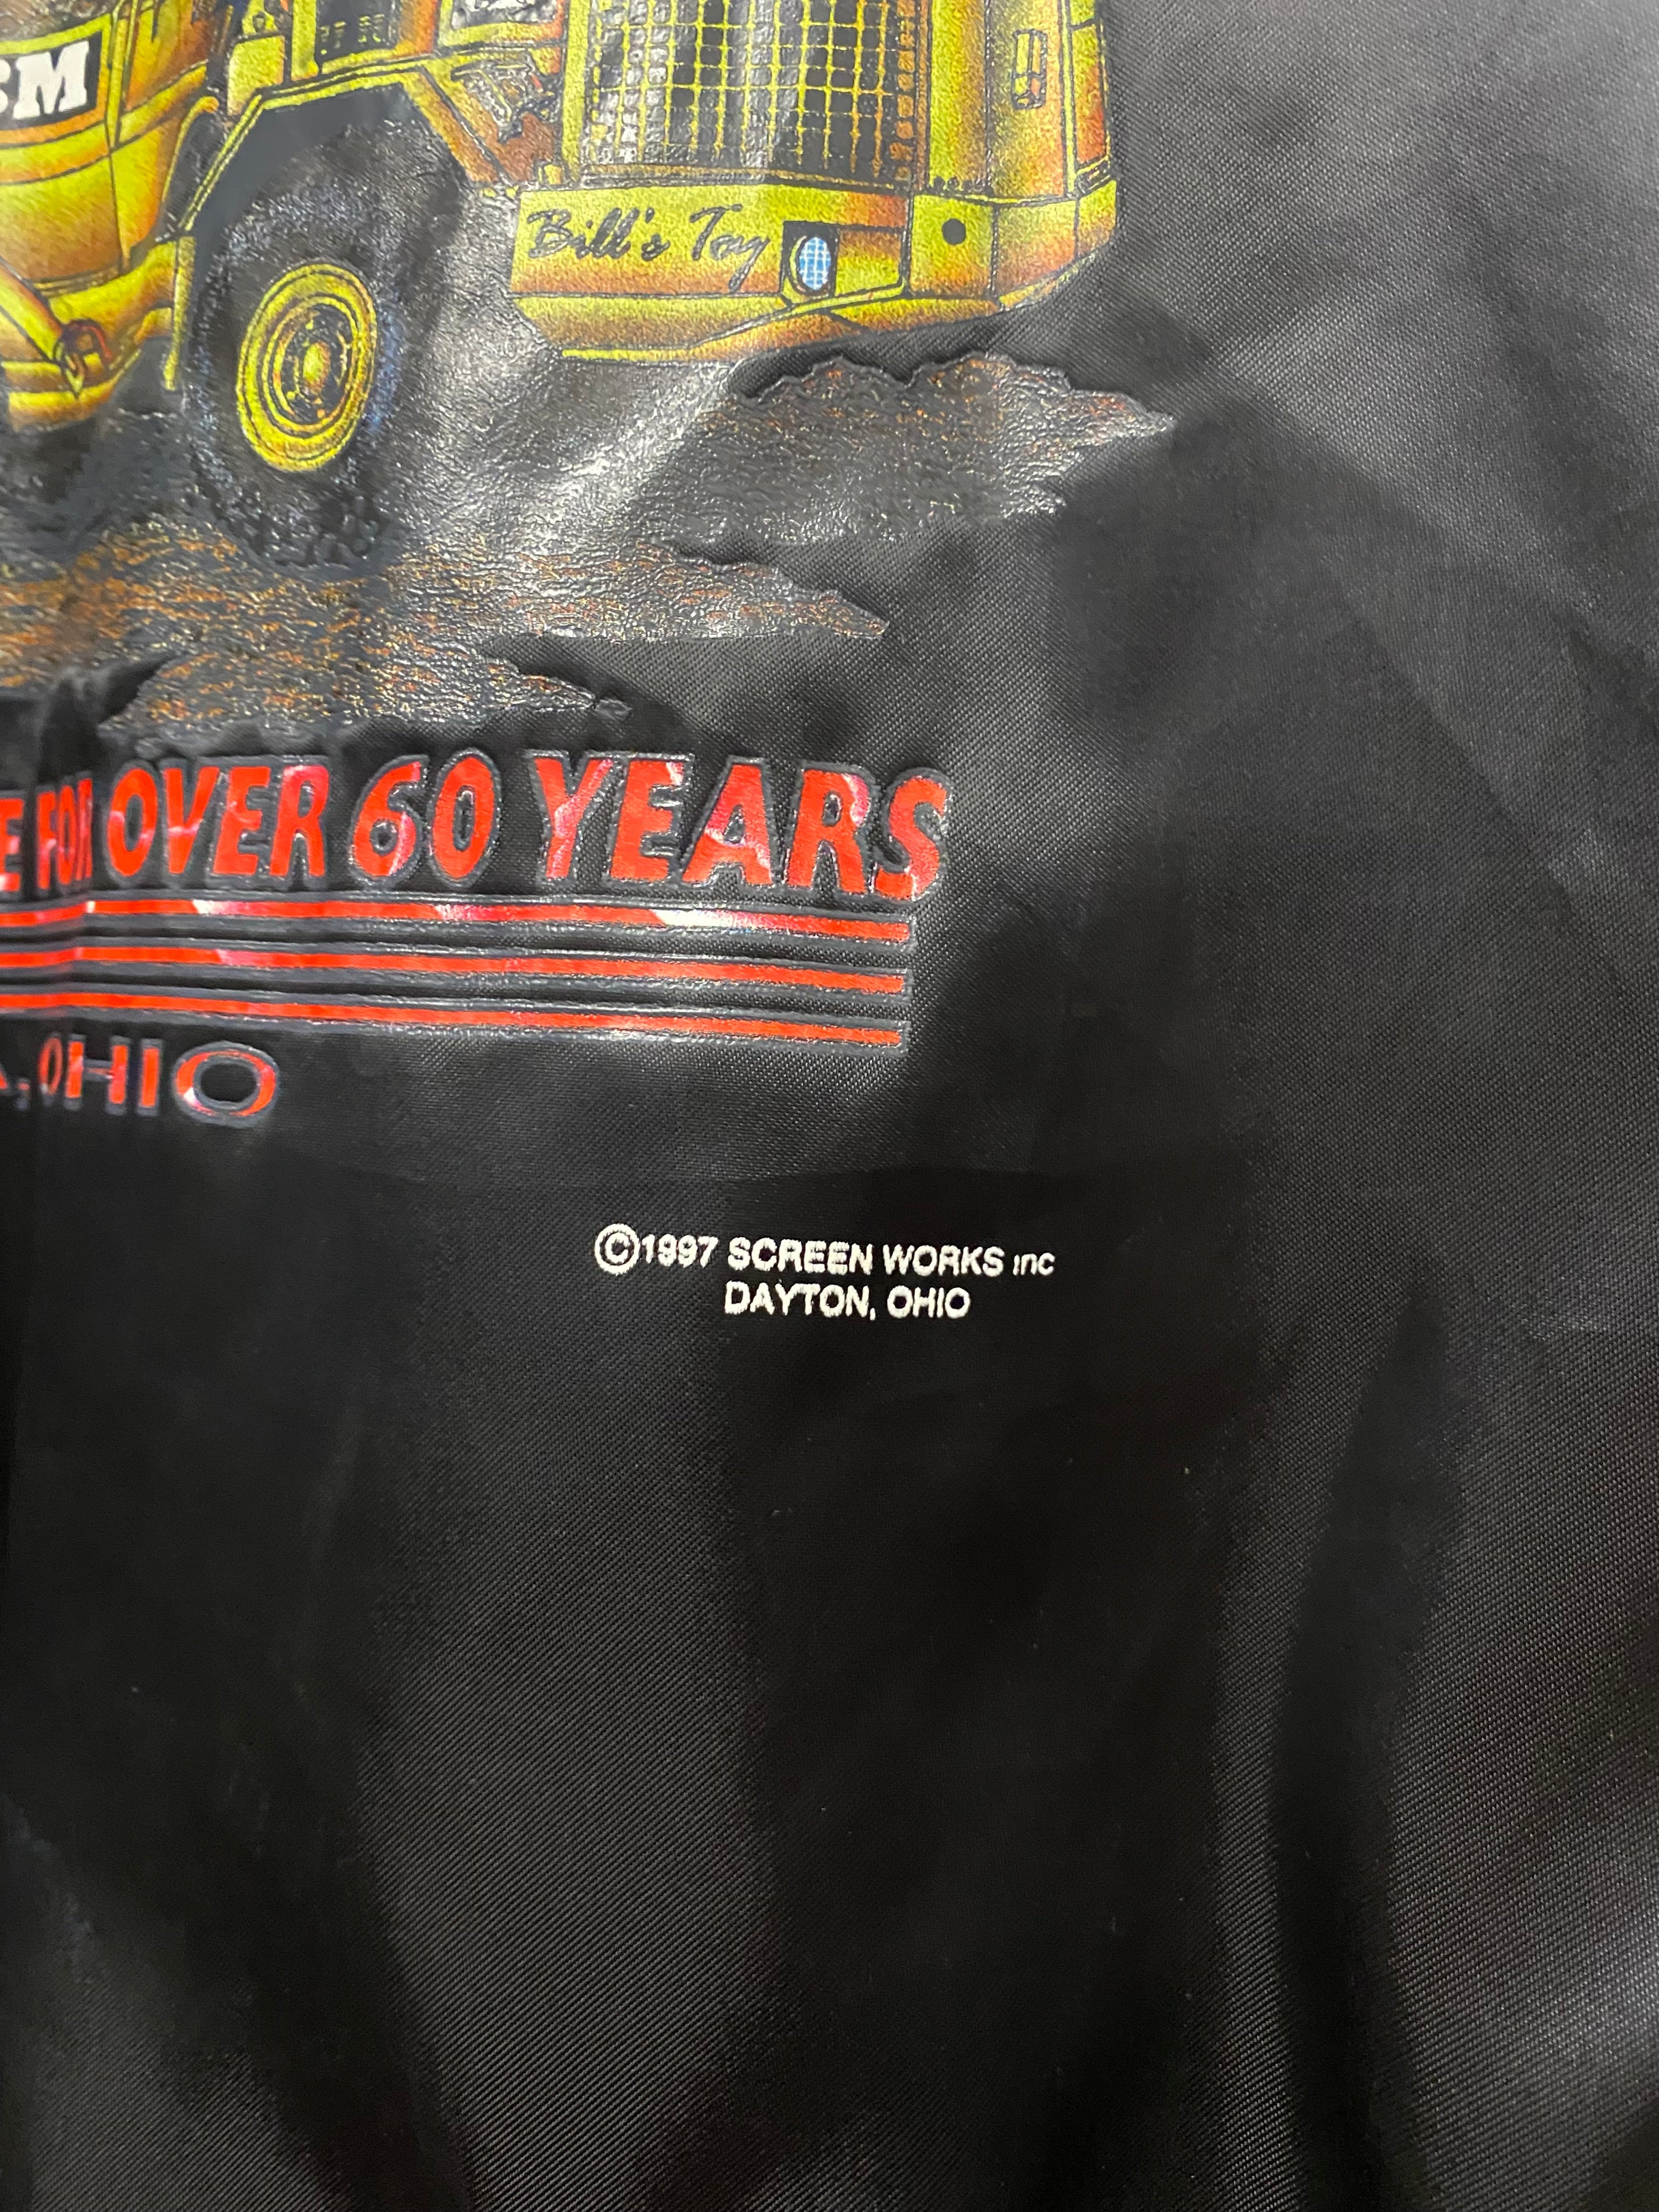 SM
Bill's Toy
E FOR OVER 60 YEARS
A, OHIO
©1997 SCREEN WORKS inc
DAYTON, OHIO